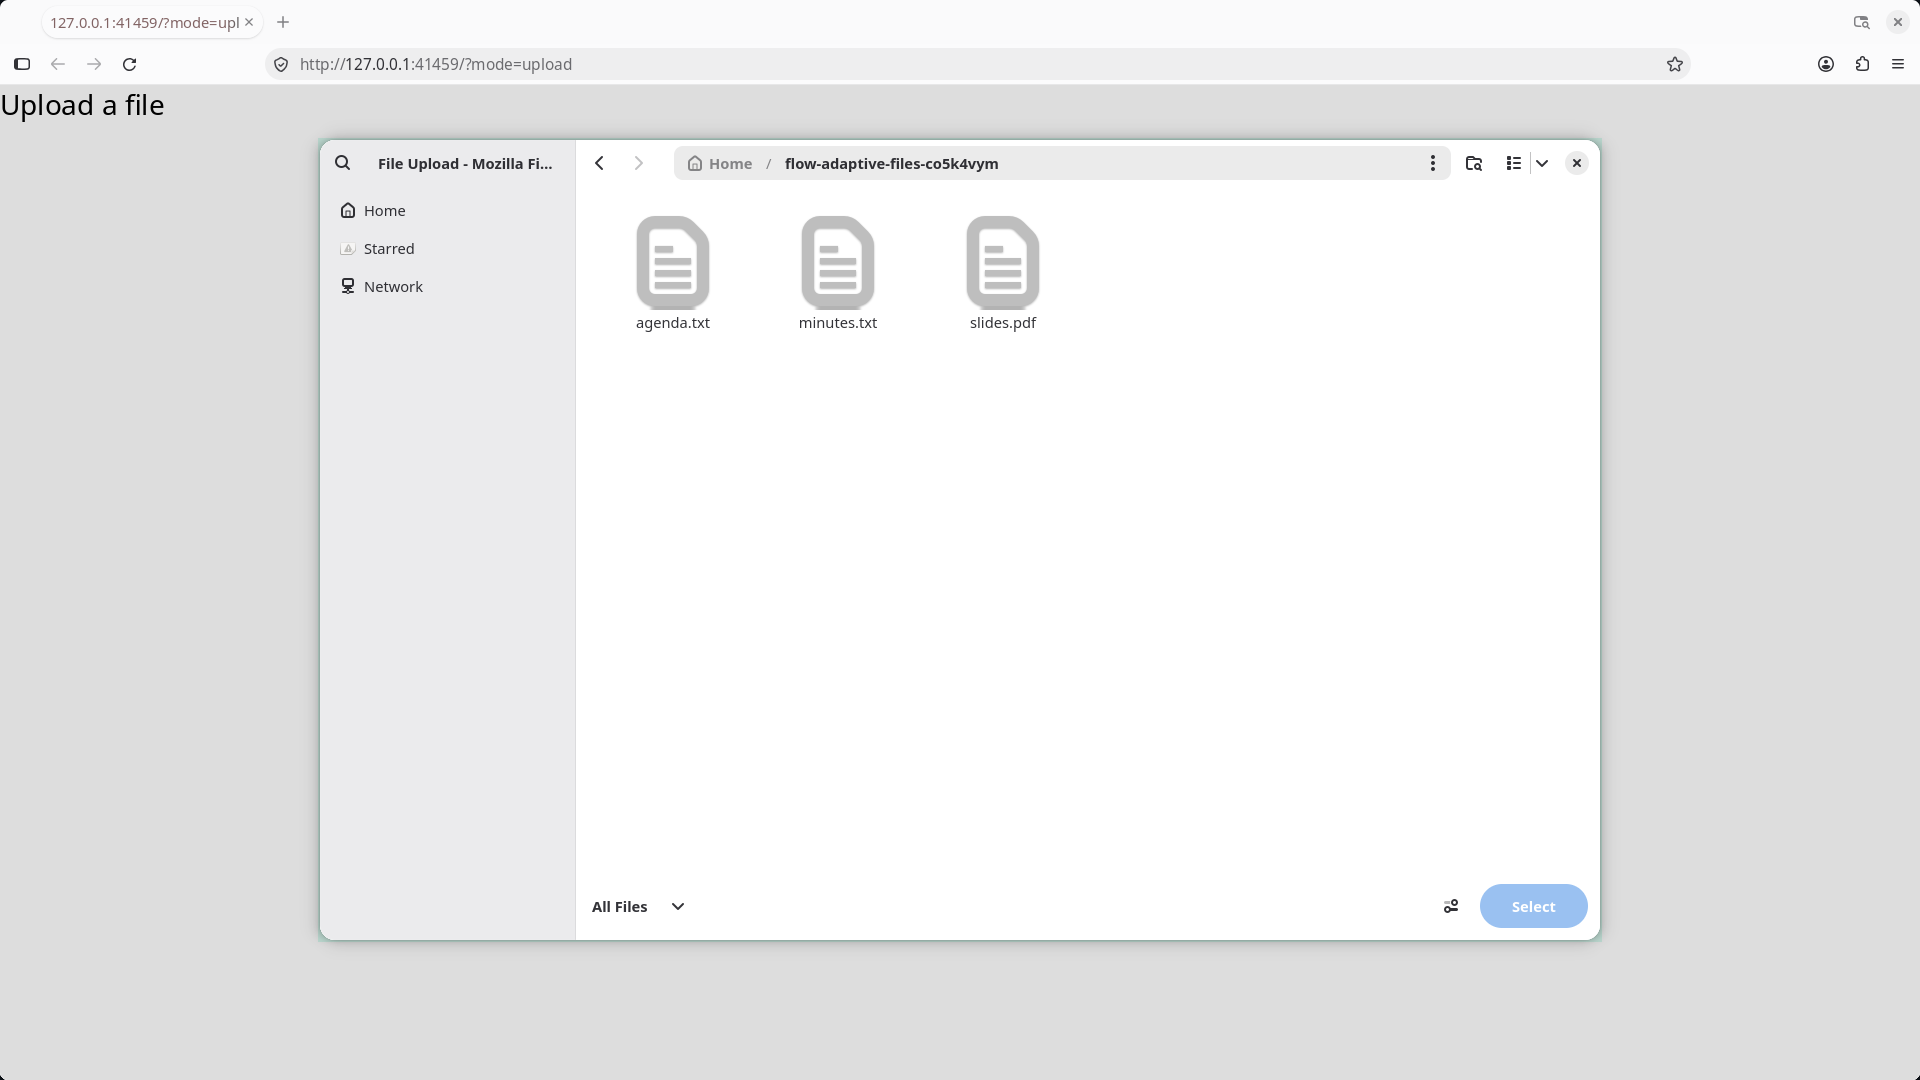 127.0.0.1:41459/?mode=upl
http://127.0.0.1:41459/?mode=upload
Upload a file
File Upload - Mozilla Fi...
Home / flow-adaptive-files-co5k4vym
Home
Starred
Network
agenda.txt
minutes.txt
slides.pdf
All Files
Select